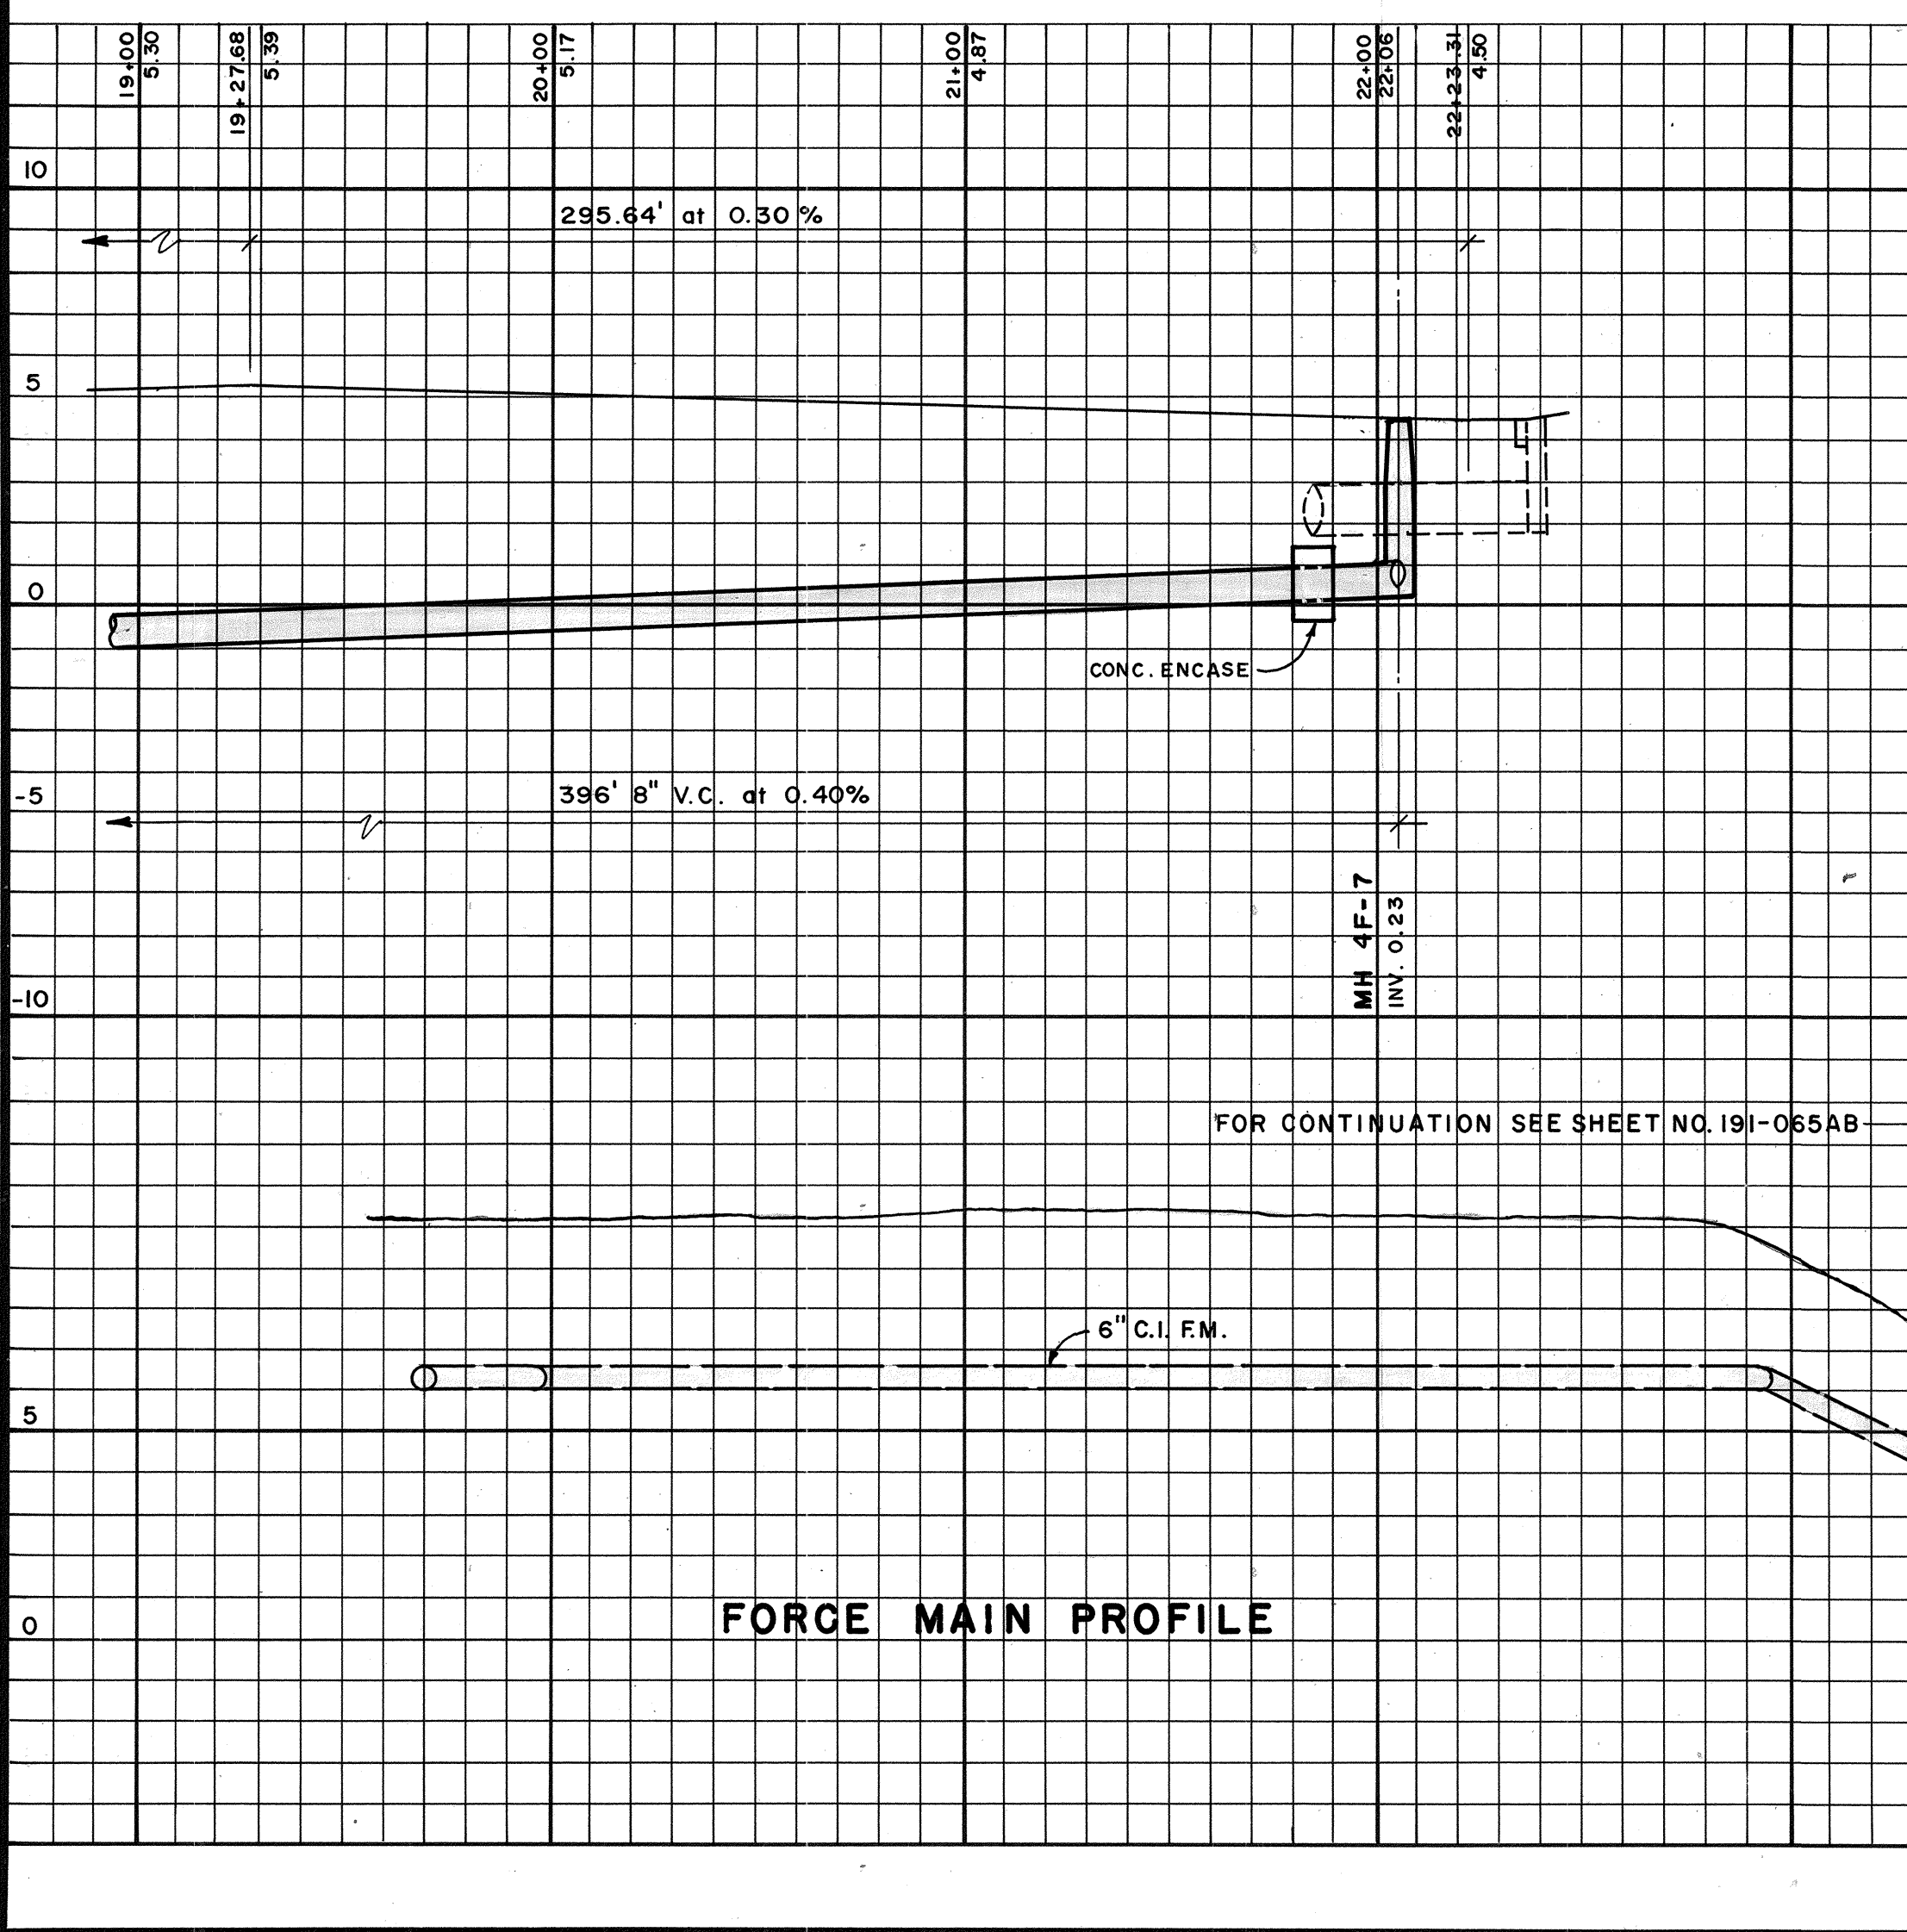 19+00
5.30
19+27.68
5.39
20+00
5.17
21+00
4.87
22+00
22+06
22+23.31
4.50
10
295.64' at 0.30 %
5
0
CONC. ENCASE
-5
396' 8" V.C. at 0.40%
MH 4F-7
INV. 0.23
-10
FOR CONTINUATION SEE SHEET NO. 191-065AB
6" C.I. F.M.
5
0
FORCE MAIN PROFILE